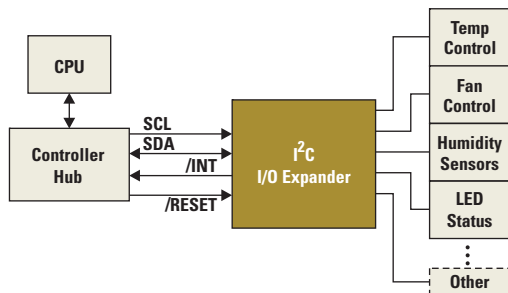 CPU
Controller
Hub
SCL
SDA
/INT
/RESET
I²C
I/O Expander
Temp
Control
Fan
Control
Humidity
Sensors
LED
Status
Other